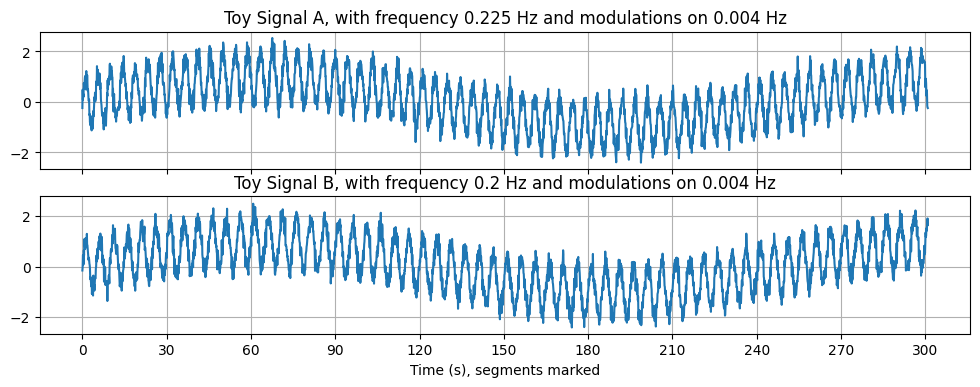 Toy Signal A, with frequency 0.225 Hz and modulations on 0.004 Hz
2
0
−2
Toy Signal B, with frequency 0.2 Hz and modulations on 0.004 Hz
2
0
−2
0 30 60 90 120 150 180 210 240 270 300
Time (s), segments marked